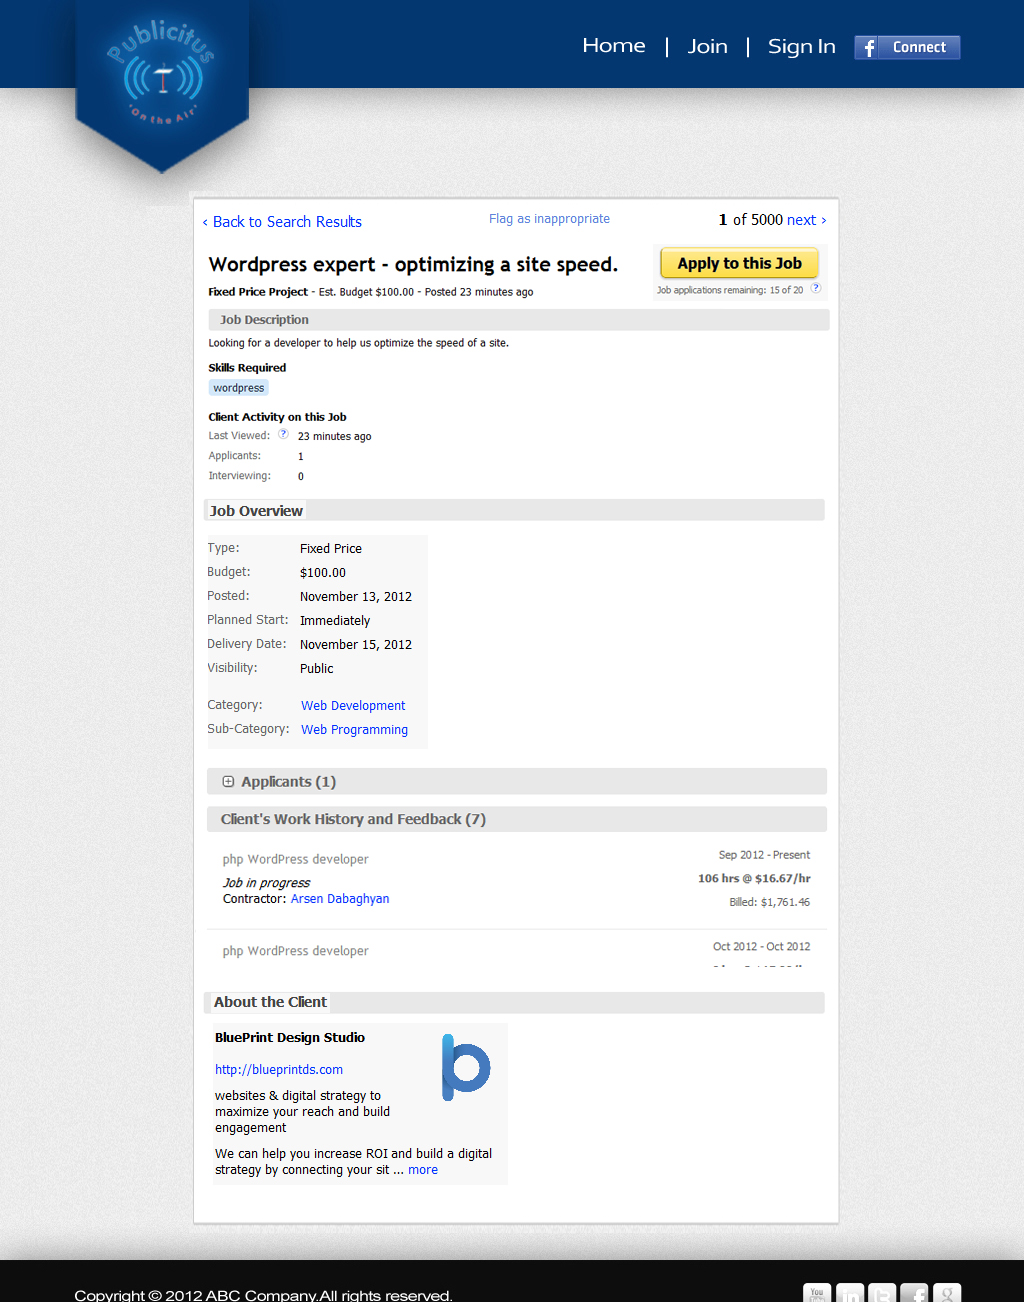 Publicitus
"On the Air"
Home | Join | Sign In
f Connect
‹ Back to Search Results
Flag as inappropriate
1 of 5000 next ›
Wordpress expert - optimizing a site speed.
Apply to this Job
Fixed Price Project - Est. Budget $100.00 - Posted 23 minutes ago
Job applications remaining: 15 of 20 ?
Job Description
Looking for a developer to help us optimize the speed of a site.
Skills Required
wordpress
Client Activity on this Job
Last Viewed: ? 23 minutes ago
Applicants: 1
Interviewing: 0
Job Overview
Type: Fixed Price
Budget: $100.00
Posted: November 13, 2012
Planned Start: Immediately
Delivery Date: November 15, 2012
Visibility: Public
Category: Web Development
Sub-Category: Web Programming
Applicants (1)
Client's Work History and Feedback (7)
php WordPress developer
Sep 2012 - Present
Job in progress
106 hrs @ $16.67/hr
Contractor: Arsen Dabaghyan
Billed: $1,761.46
php WordPress developer
Oct 2012 - Oct 2012
About the Client
BluePrint Design Studio
http://blueprintds.com
websites & digital strategy to
maximize your reach and build
engagement
We can help you increase ROI and build a digital
strategy by connecting your sit ... more
Copyright © 2012 ABC Company.All rights reserved.
You